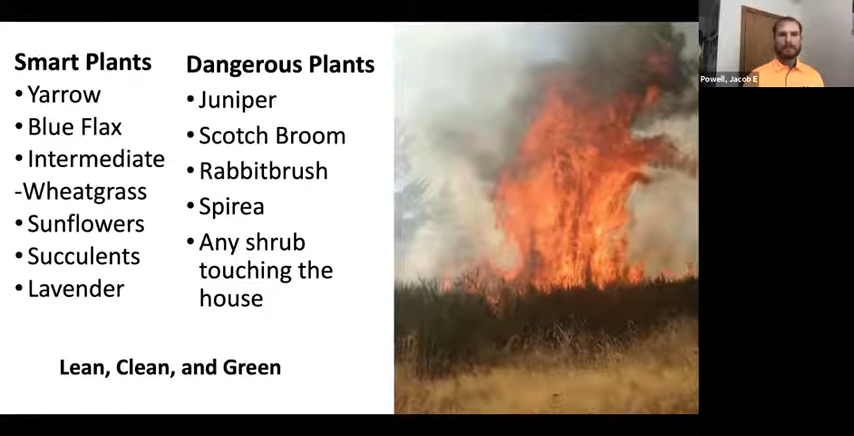 Smart Plants
• Yarrow
• Blue Flax
• Intermediate
-Wheatgrass
• Sunflowers
• Succulents
• Lavender
Dangerous Plants
• Juniper
• Scotch Broom
• Rabbitbrush
• Spirea
• Any shrub
touching the
house
Lean, Clean, and Green
Powell, Jacob E